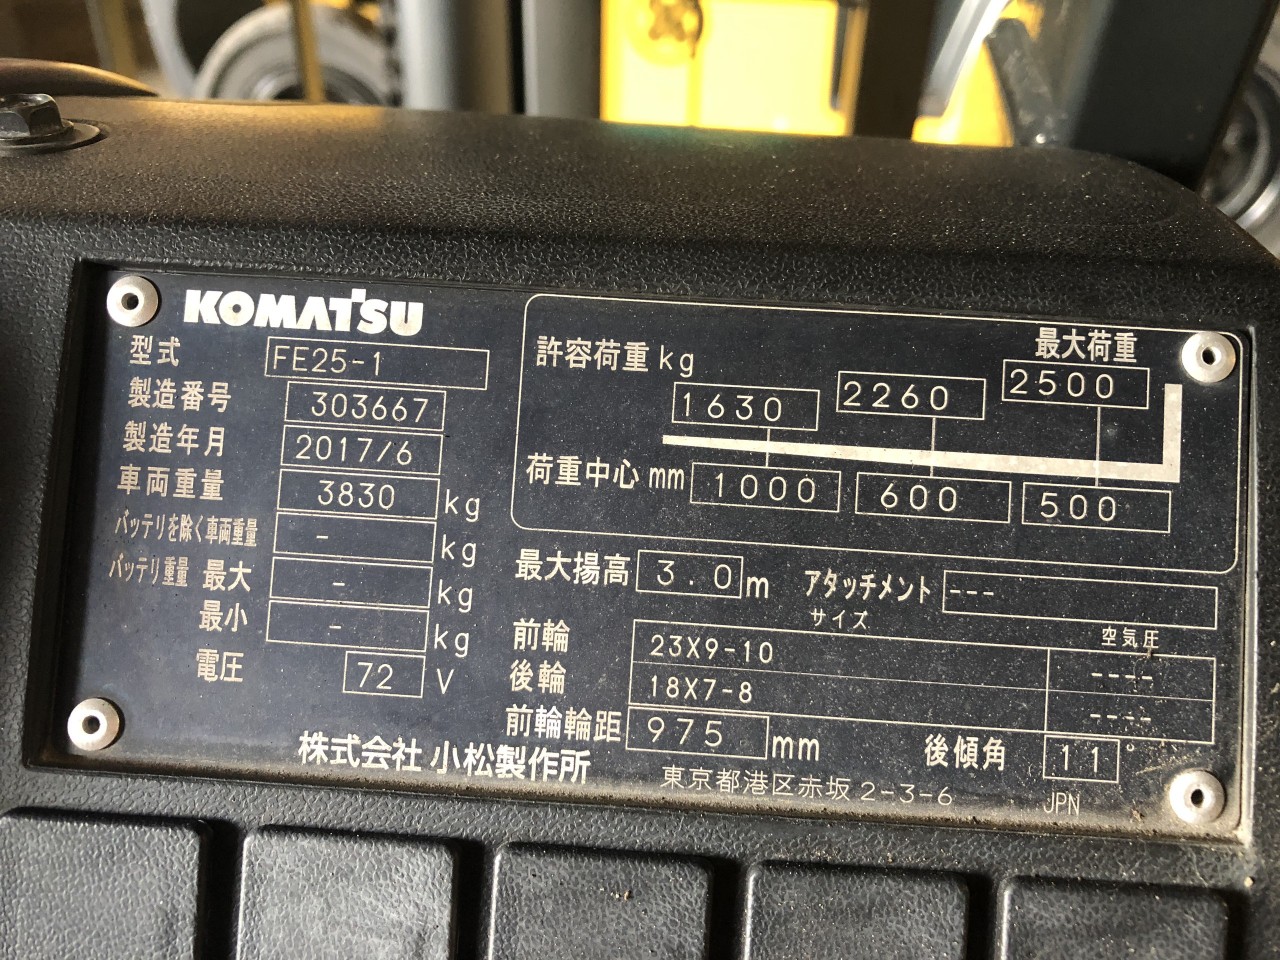 KOMATSU
型式 FE25-1
製造番号 303667
製造年月 2017/6
車両重量 3830 kg
バッテリを除く車両重量 - kg
バッテリ重量 最大 - kg
最小 - kg
電圧 72 V
許容荷重 kg 1630 2260 最大荷重 2500
荷重中心 mm 1000 600 500
最大揚高 3.0 m アタッチメント ---
サイズ 空気圧
前輪 23X9-10 ----
後輪 18X7-8 ----
前輪輪距 975 mm 後傾角 11°
株式会社 小松製作所 東京都港区赤坂2-3-6 JPN